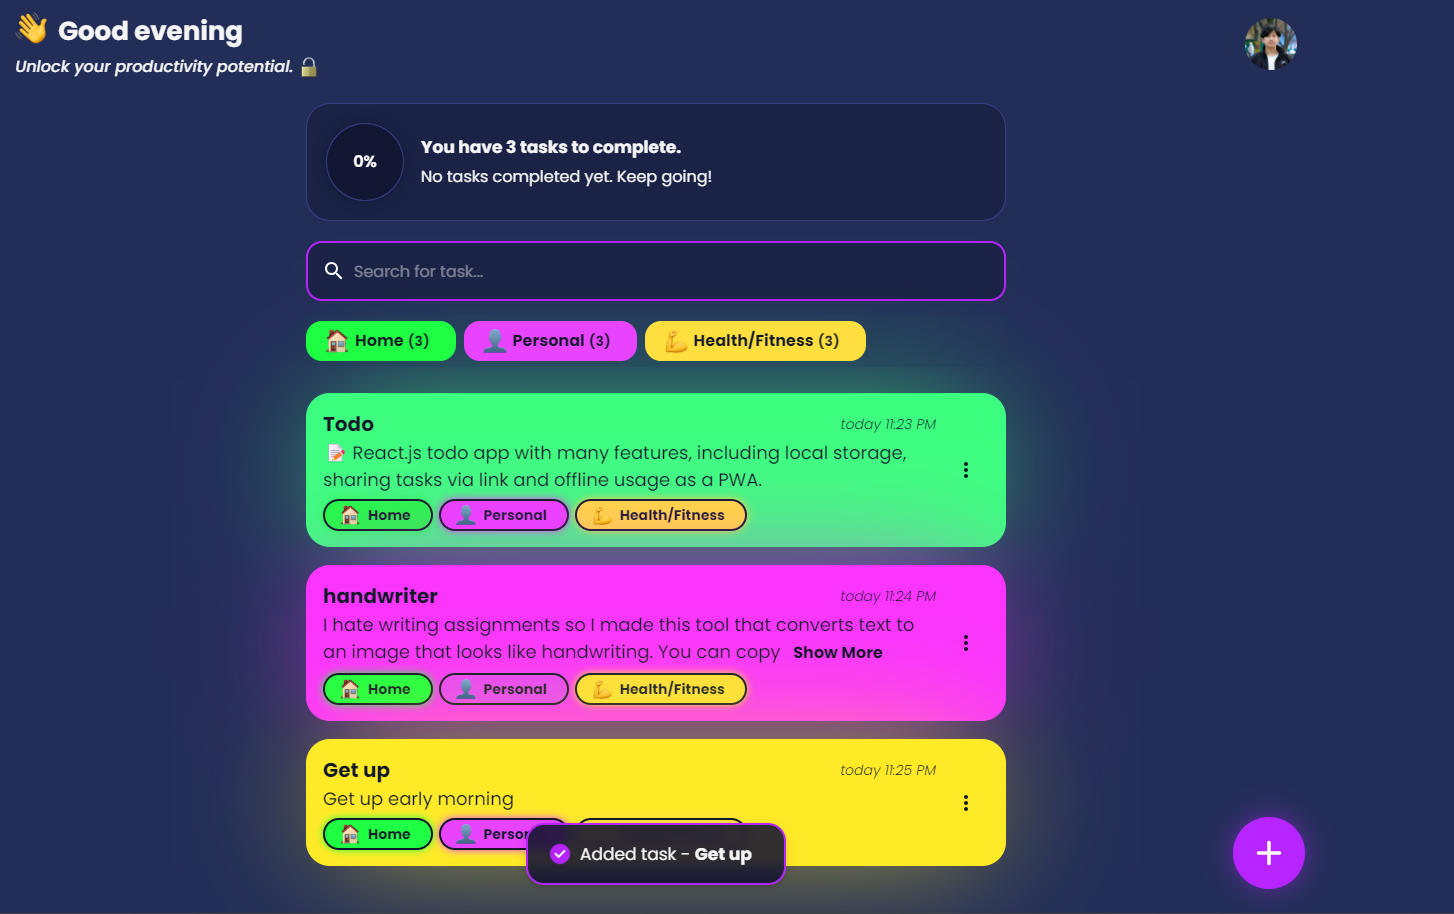 👋 Good evening
Unlock your productivity potential. 🔓
0%
You have 3 tasks to complete.
No tasks completed yet. Keep going!
Search for task...
🏠 Home (3) 👤 Personal (3) 💪 Health/Fitness (3)
Todo today 11:23 PM
📝 React.js todo app with many features, including local storage,
sharing tasks via link and offline usage as a PWA.
🏠 Home 👤 Personal 💪 Health/Fitness
handwriter today 11:24 PM
I hate writing assignments so I made this tool that converts text to
an image that looks like handwriting. You can copy Show More
🏠 Home 👤 Personal 💪 Health/Fitness
Get up today 11:25 PM
Get up early morning
🏠 Home 👤 Person
Added task - Get up